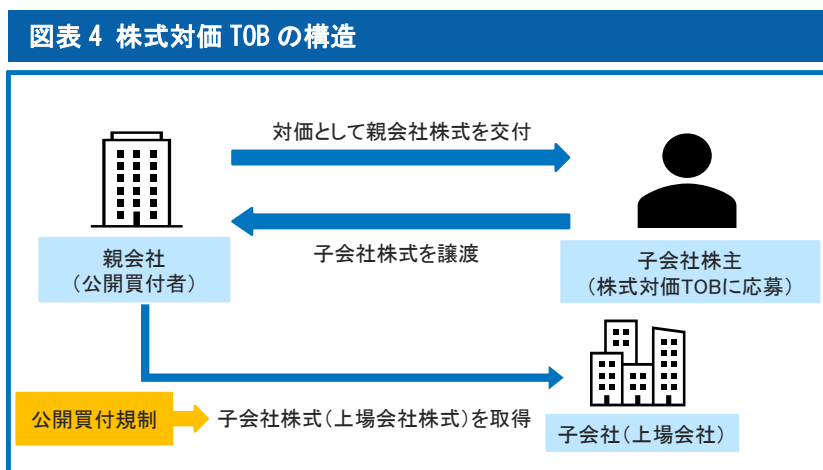 図表 4 株式対価 TOB の構造
対価として親会社株式を交付
子会社株式を譲渡
親会社
（公開買付者）
子会社株主
（株式対価TOBに応募）
公開買付規制
子会社株式（上場会社株式）を取得
子会社（上場会社）